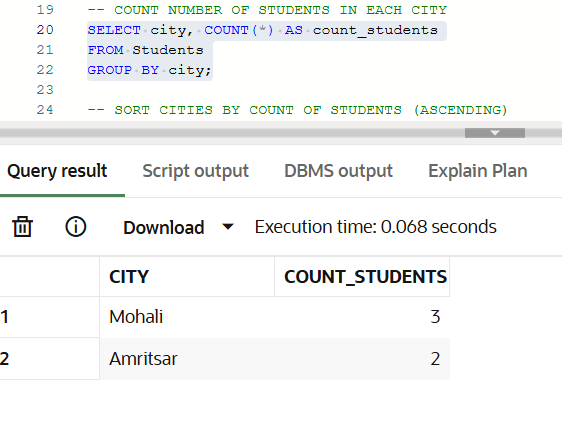 19 -- COUNT NUMBER OF STUDENTS IN EACH CITY
20 SELECT city, COUNT(*) AS count_students
21 FROM Students
22 GROUP BY city;
23
24 -- SORT CITIES BY COUNT OF STUDENTS (ASCENDING)
Query result Script output DBMS output Explain Plan
Download Execution time: 0.068 seconds
CITY COUNT_STUDENTS
1 Mohali 3
2 Amritsar 2